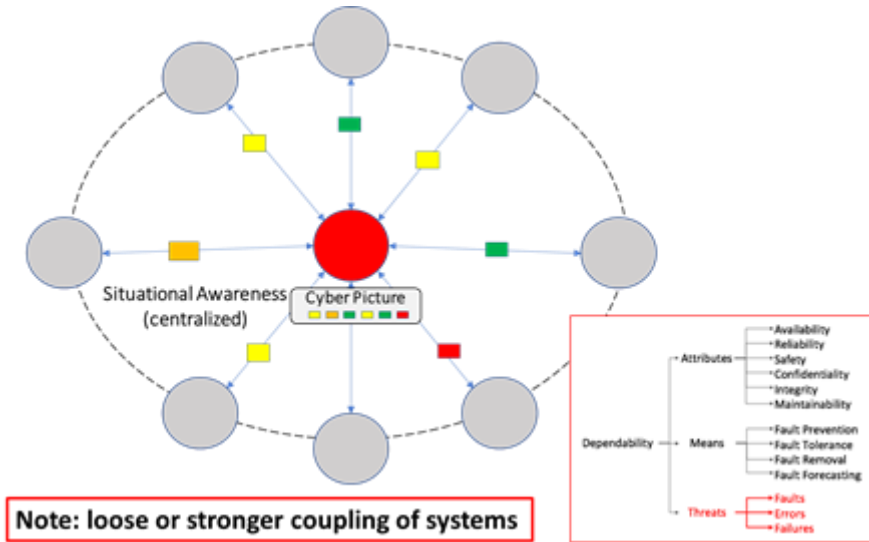 Situational Awareness
(centralized)
Cyber Picture
Availability
Reliability
Attributes
Safety
Confidentiality
Integrity
Maintainability
Fault Prevention
Dependability
Means
Fault Tolerance
Fault Removal
Fault Forecasting
Faults
Threats
Errors
Failures
Note: loose or stronger coupling of systems